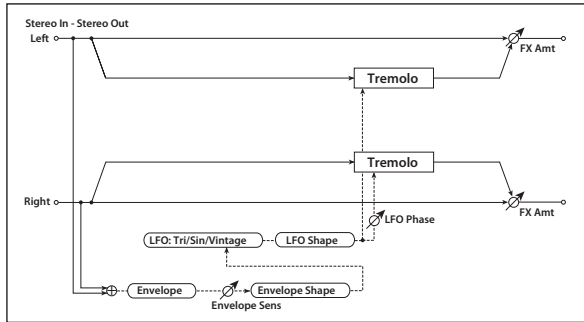 Stereo In - Stereo Out
Left
FX Amt
Tremolo
Tremolo
Right
FX Amt
LFO Phase
LFO: Tri/Sin/Vintage
LFO Shape
Envelope
Envelope Sens
Envelope Shape